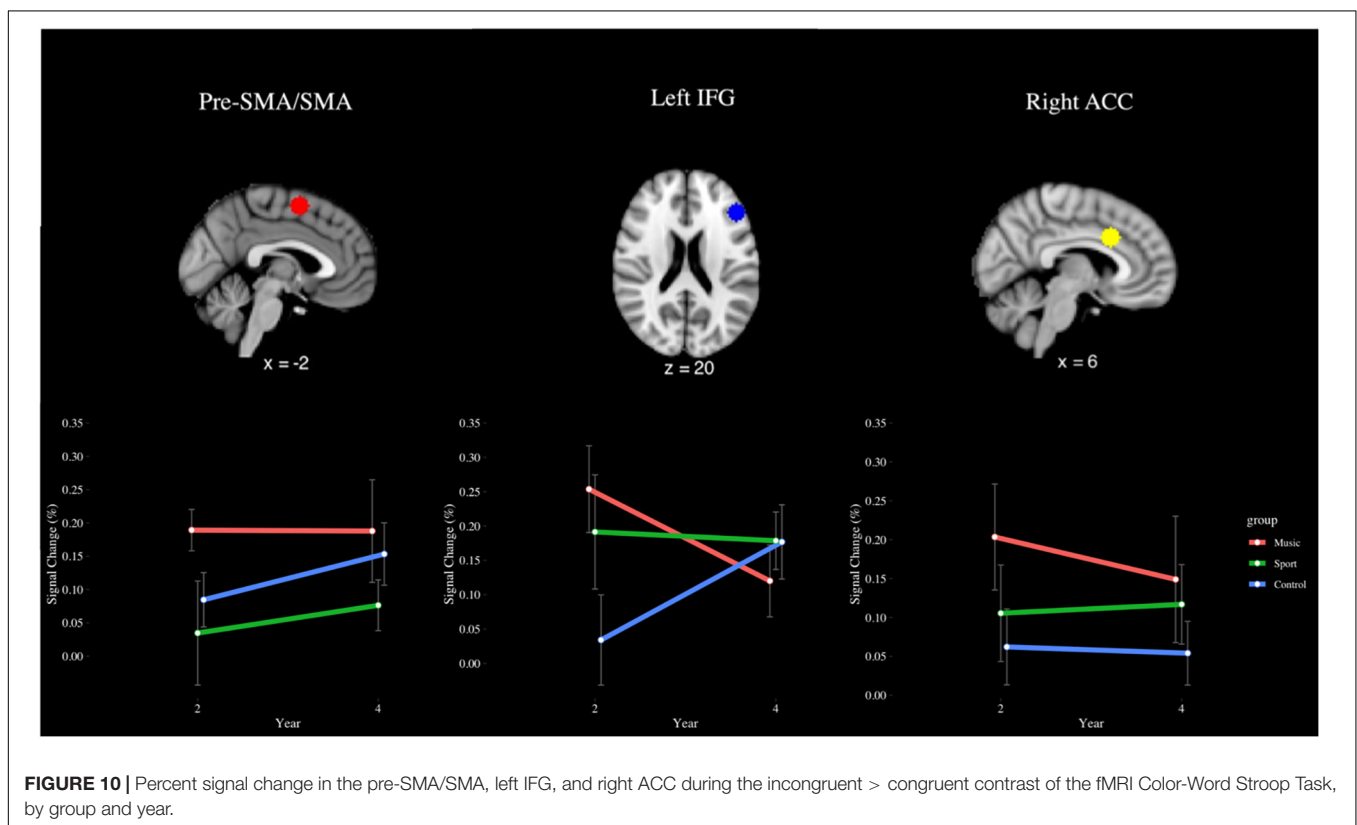 Pre-SMA/SMA
Left IFG
Right ACC
x = -2
z = 20
x = 6
0.35
0.30
0.25
0.20
0.15
0.10
0.05
0.00
Signal Change (%)
2
4
Year
0.35
0.30
0.25
0.20
0.15
0.10
0.05
0.00
Signal Change (%)
2
4
Year
0.35
0.30
0.25
0.20
0.15
0.10
0.05
0.00
Signal Change (%)
2
4
Year
group
Music
Sport
Control
FIGURE 10 | Percent signal change in the pre-SMA/SMA, left IFG, and right ACC during the incongruent > congruent contrast of the fMRI Color-Word Stroop Task,
by group and year.